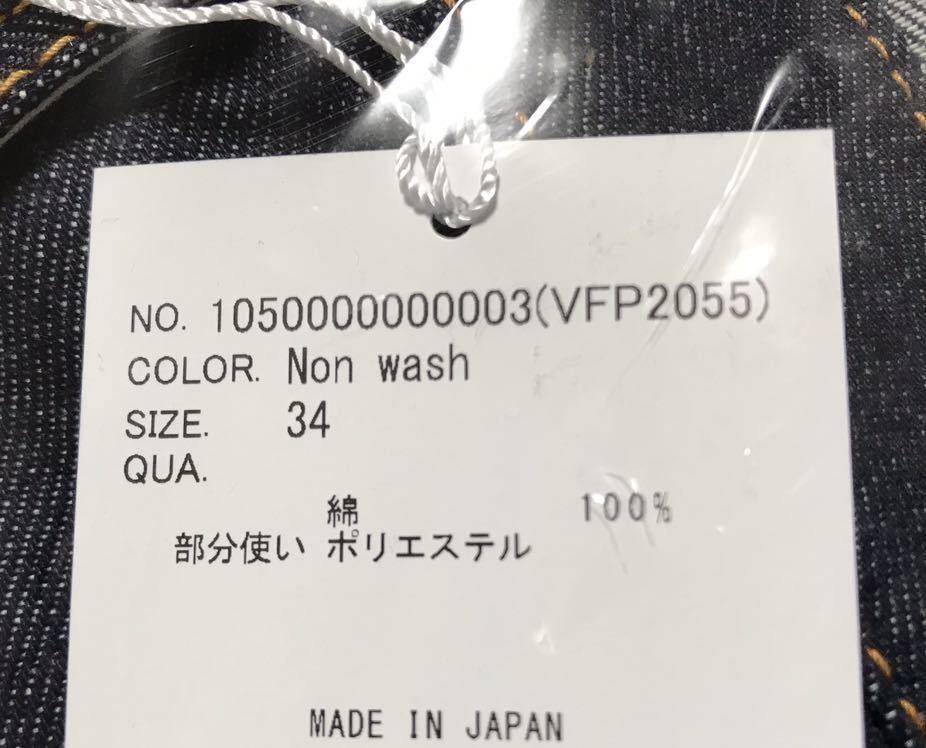 NO. 1050000000003(VFP2055)
COLOR. Non wash
SIZE. 34
QUA.
綿 100%
部分使い ポリエステル
MADE IN JAPAN